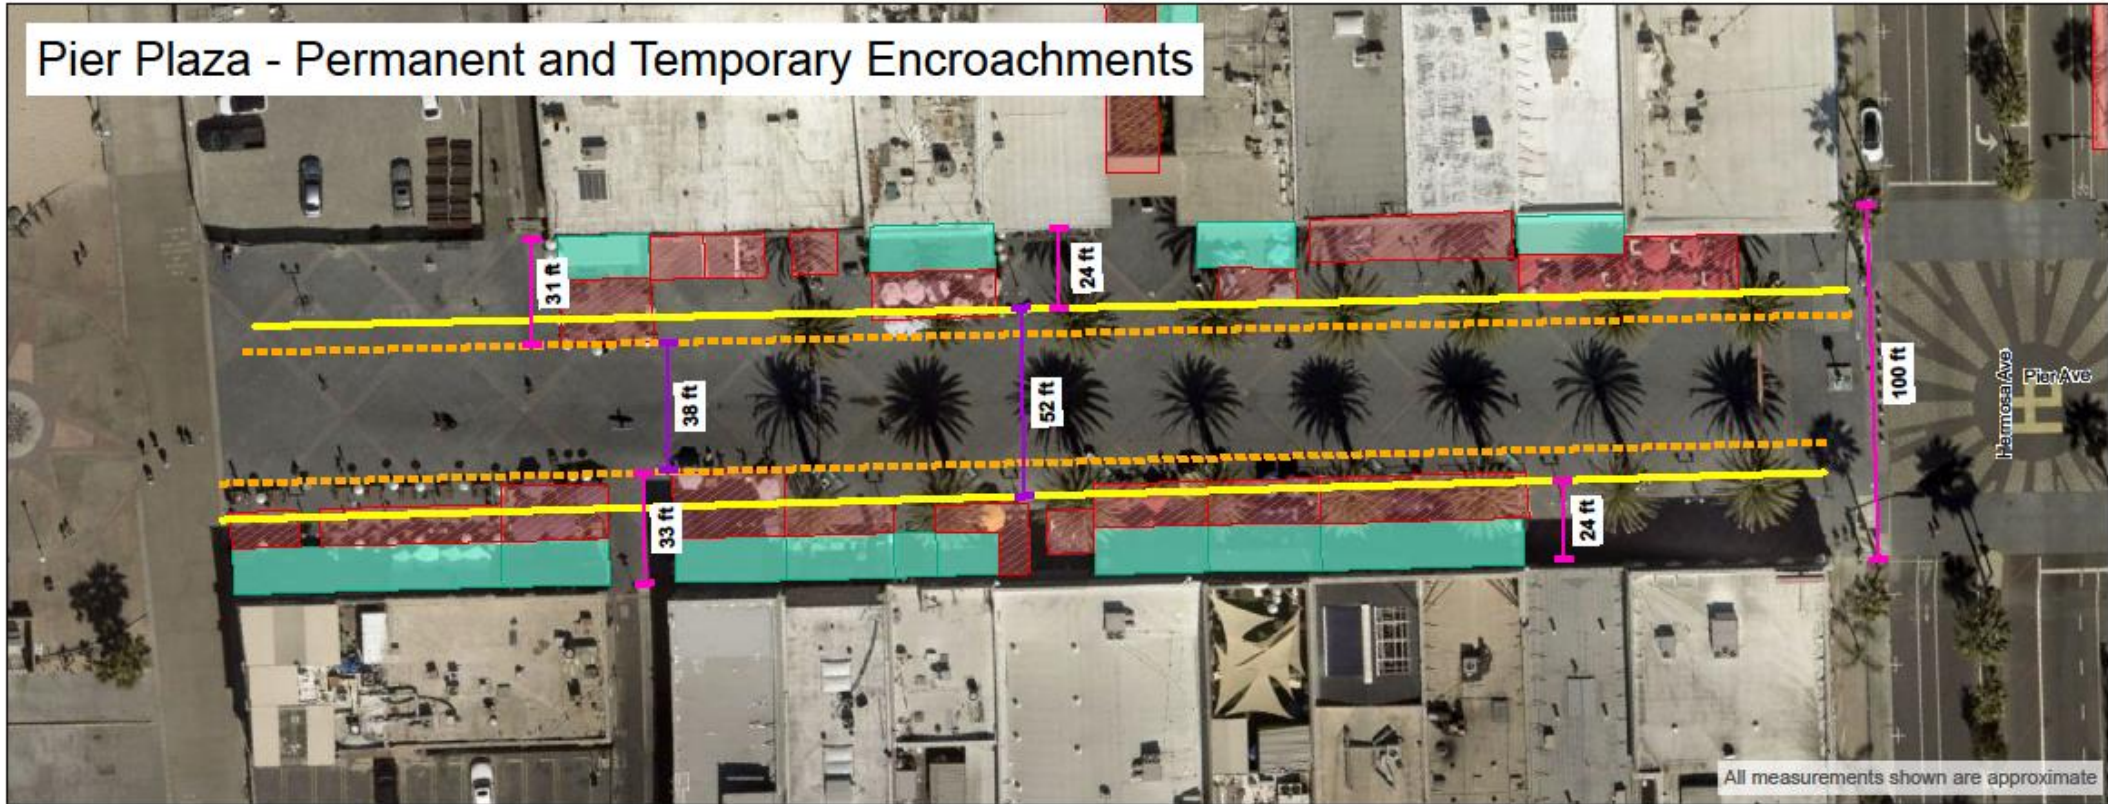 Pier Plaza - Permanent and Temporary Encroachments
31 ft
24 ft
38 ft
52 ft
100 ft
Hermosa Ave
Pier Ave
H
33 ft
24 ft
All measurements shown are approximate